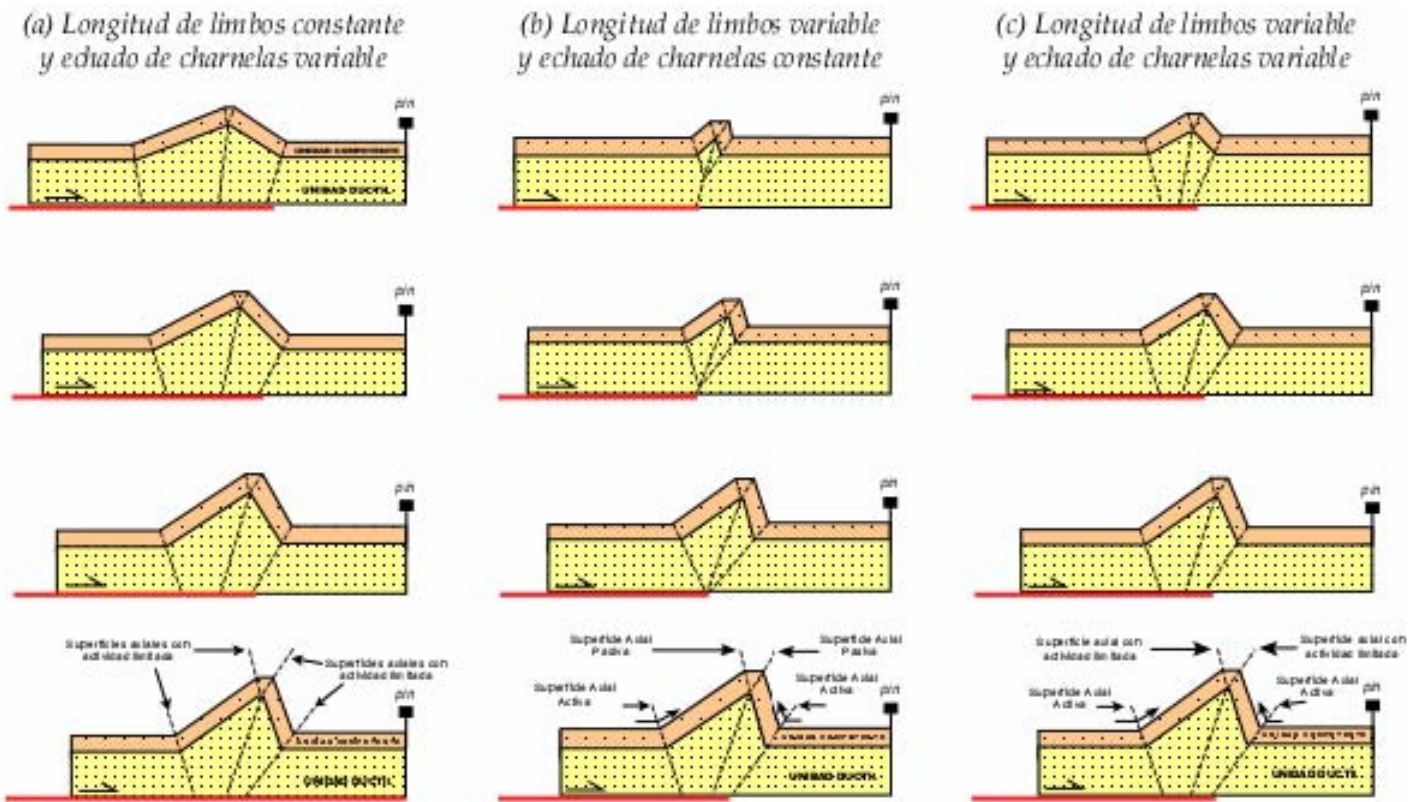 (a) Longitud de limbos constante
y echado de charnelas variable
(b) Longitud de limbos variable
y echado de charnelas constante
(c) Longitud de limbos variable
y echado de charnelas variable
pin
pin
pin
UNIDAD DUCTIL
pin
pin
pin
pin
pin
pin
Superficies axiales con
actividad limitada
Superficies axiales con
actividad limitada
pin
UNIDAD DUCTIL
Superficie Axial
Pasiva
Superficie Axial
Pasiva
Superficie Axial
Activa
Superficie Axial
Activa
pin
UNIDAD DUCTIL
Superficie axial con
actividad limitada
Superficie axial con
actividad limitada
Superficie Axial
Activa
Superficie Axial
Activa
pin
UNIDAD DUCTIL